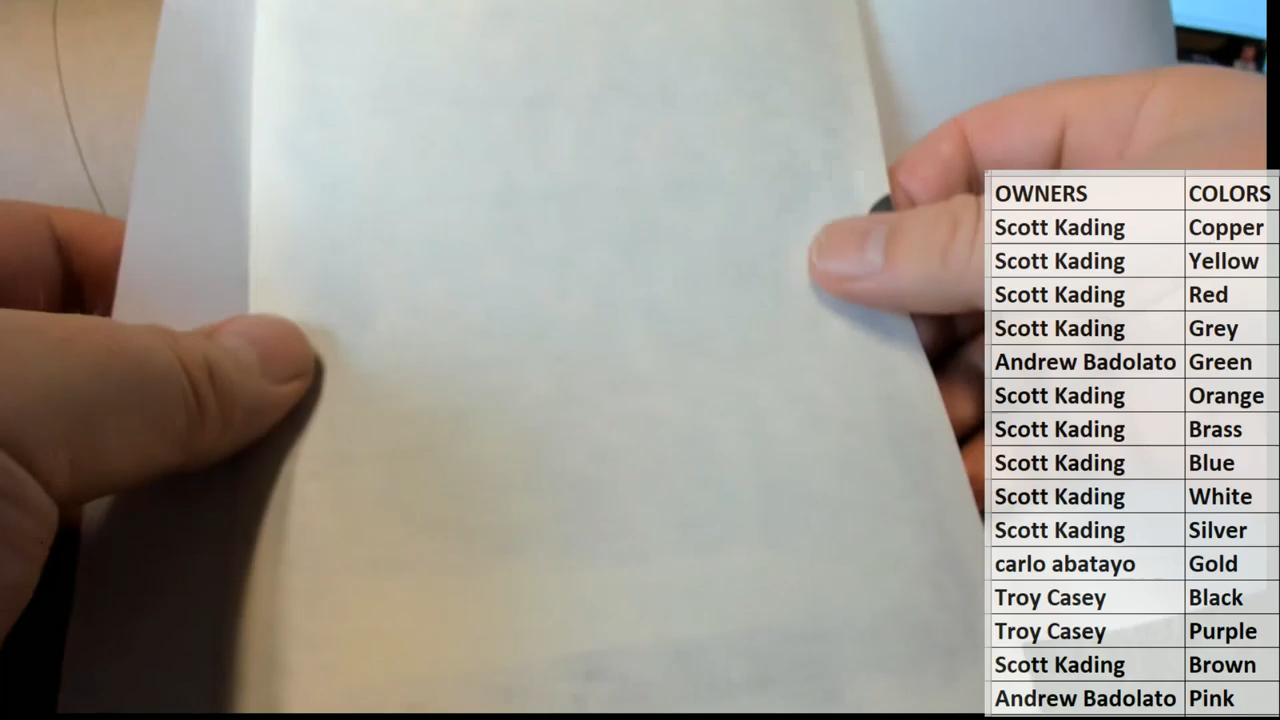 OWNERS COLORS
Scott Kading Copper
Scott Kading Yellow
Scott Kading Red
Scott Kading Grey
Andrew Badolato Green
Scott Kading Orange
Scott Kading Brass
Scott Kading Blue
Scott Kading White
Scott Kading Silver
carlo abatayo Gold
Troy Casey Black
Troy Casey Purple
Scott Kading Brown
Andrew Badolato Pink